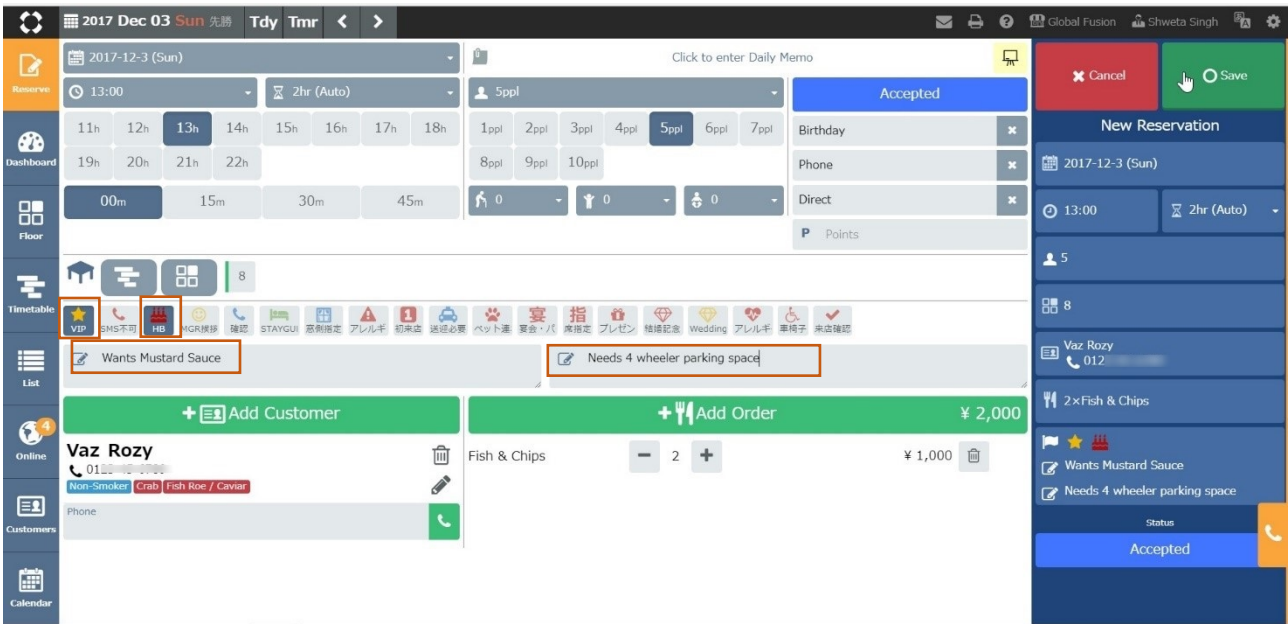 2017 Dec 03 Sun 先勝 Tdy Tmr
Global Fusion Shweta Singh
Reserve
Dashboard
Floor
Timetable
List
4
Online
Customers
Calendar
2017-12-3 (Sun)
Click to enter Daily Memo
13:00 2hr (Auto) 5ppl Accepted
11h 12h 13h 14h 15h 16h 17h 18h
19h 20h 21h 22h
00m 15m 30m 45m
1ppl 2ppl 3ppl 4ppl 5ppl 6ppl 7ppl
8ppl 9ppl 10ppl
0 0 0
Birthday
Phone
Direct
P Points
8
VIP SMS不可 HB MGR挨拶 確認 STAYGUI 窓側指定 アレルギ 初来店 送迎必要 ペット連 宴会・パ 席指定 プレゼン 結婚記念 Wedding アレルギ 車椅子 来店確認
1 宴 指
Wants Mustard Sauce
Needs 4 wheeler parking space
Add Customer
Add Order ¥ 2,000
Vaz Rozy
Non-Smoker Crab Fish Roe / Caviar
Phone
Fish & Chips 2 ¥ 1,000
Cancel Save
New Reservation
2017-12-3 (Sun)
13:00 2hr (Auto)
5
8
Vaz Rozy
012
2×Fish & Chips
Wants Mustard Sauce
Needs 4 wheeler parking space
Status
Accepted